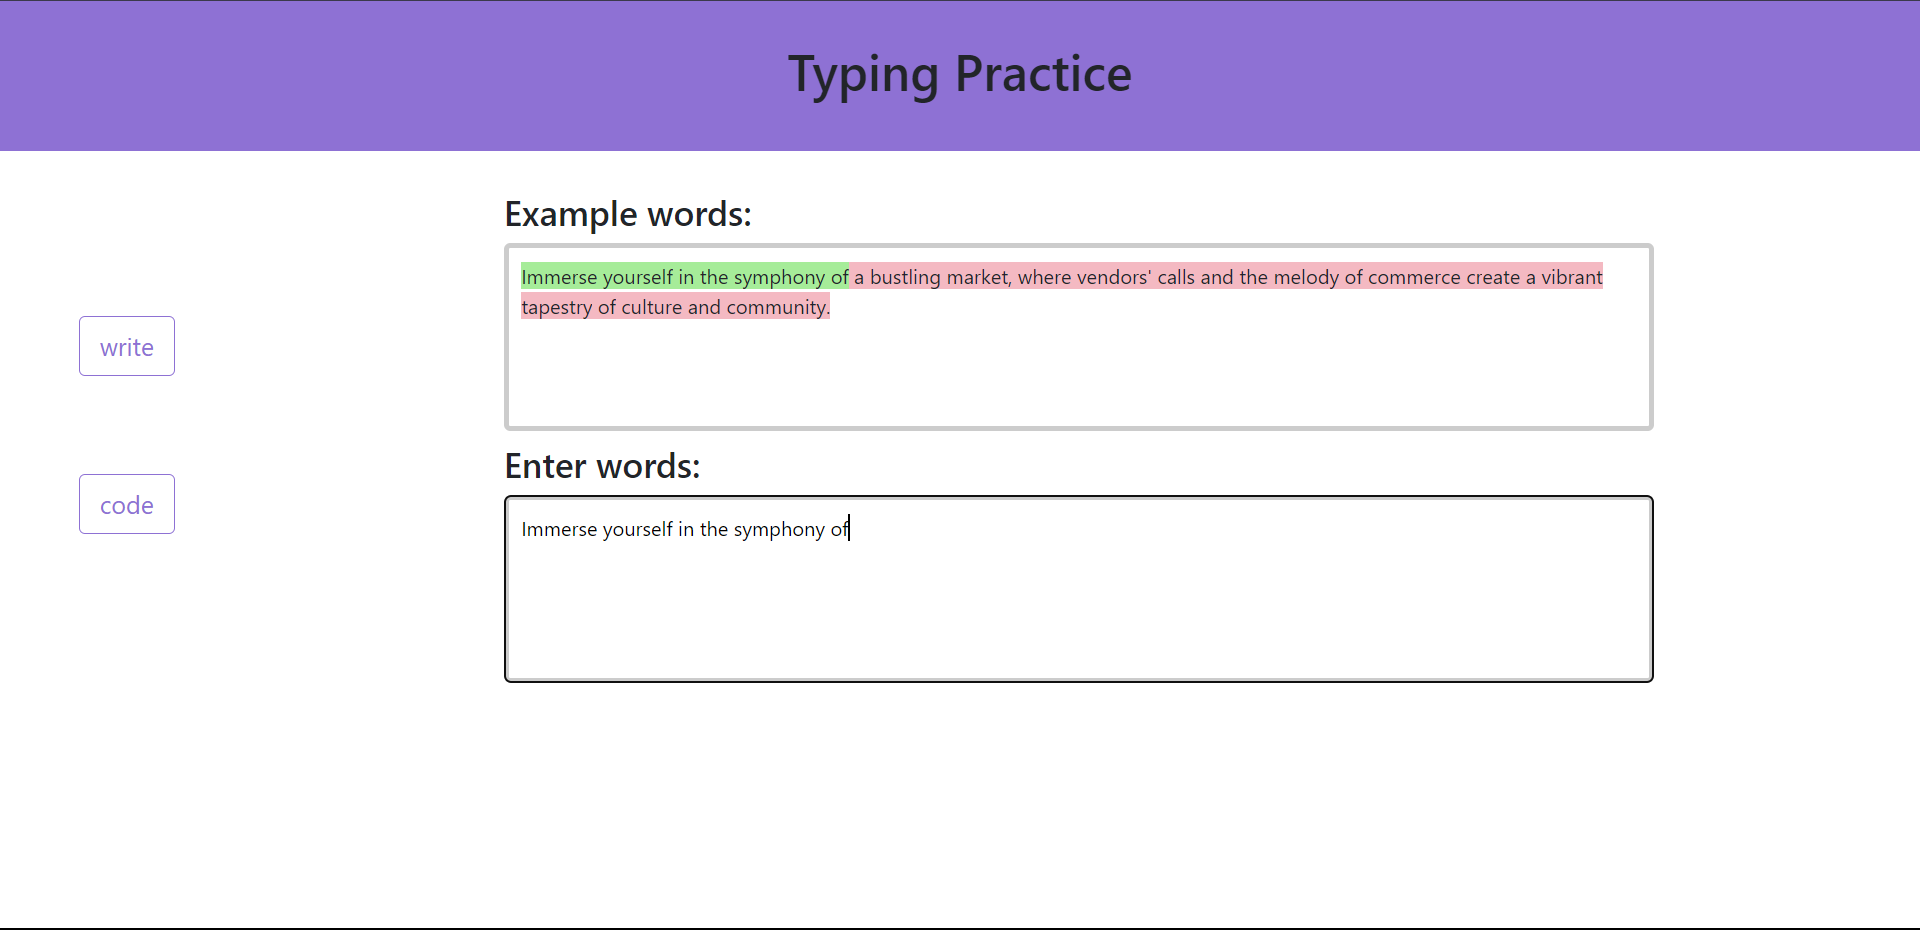 Typing Practice
Example words:
Immerse yourself in the symphony of a bustling market, where vendors' calls and the melody of commerce create a vibrant
tapestry of culture and community.
write
Enter words:
code
Immerse yourself in the symphony of